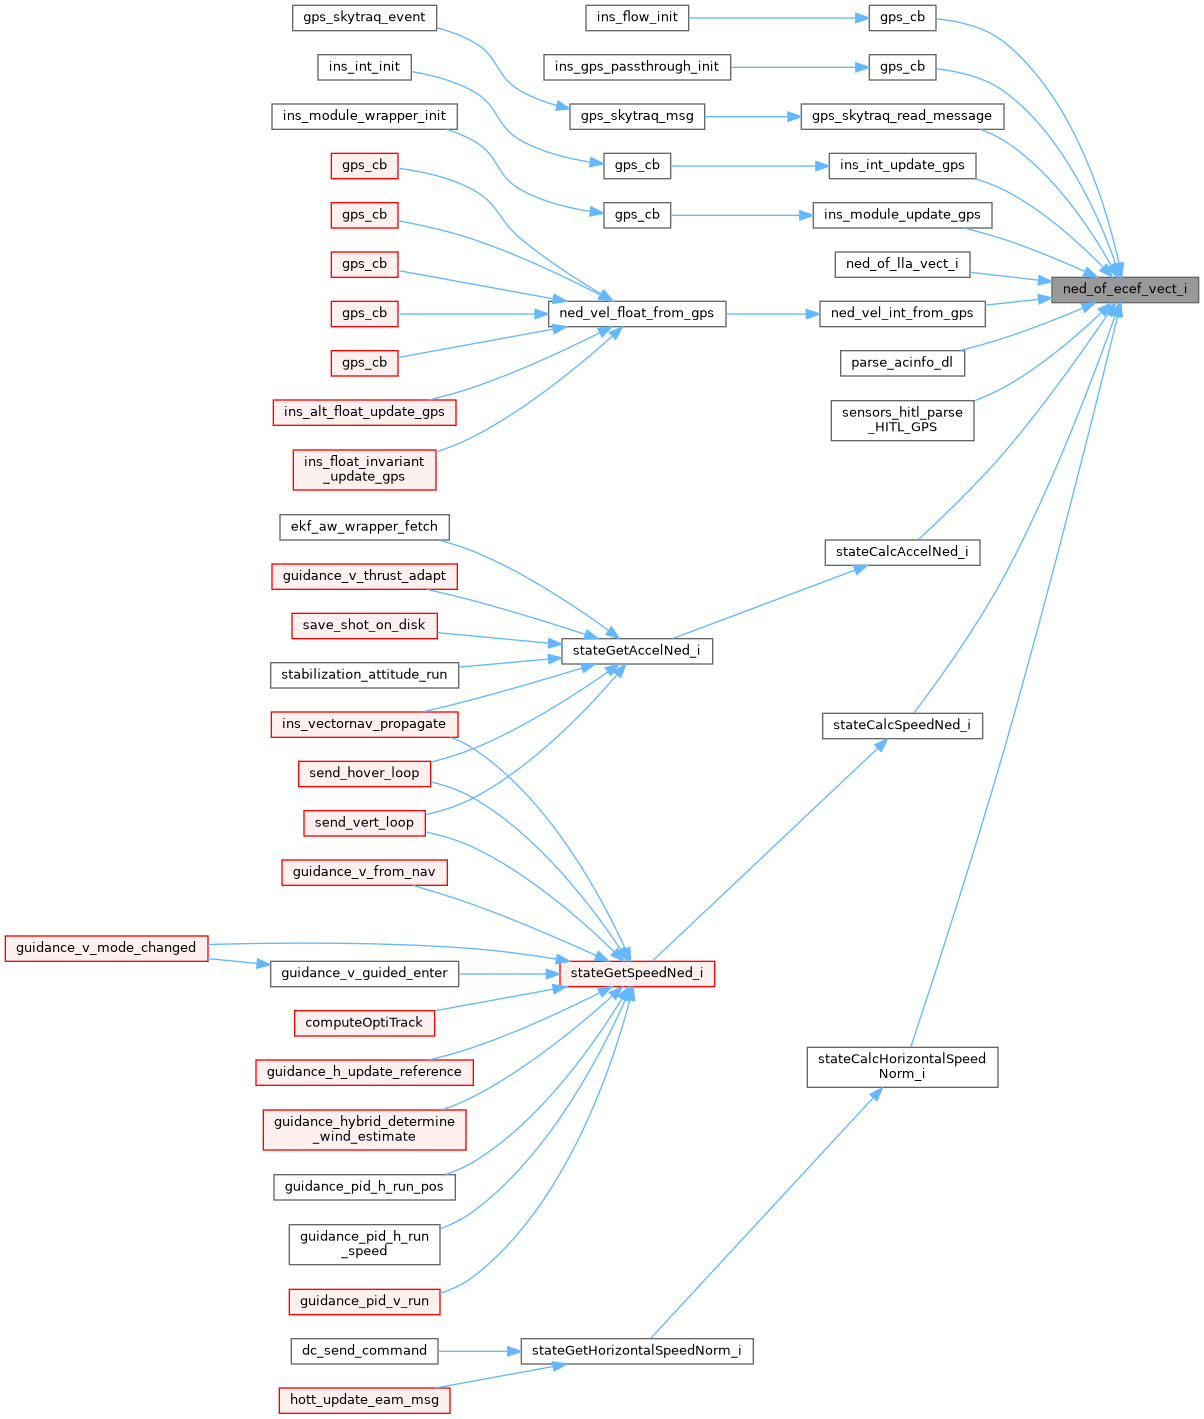 gps_skytraq_event
ins_flow_init
gps_cb
ins_int_init
ins_gps_passthrough_init
gps_cb
ins_module_wrapper_init
gps_skytraq_msg
gps_skytraq_read_message
gps_cb
gps_cb
ins_int_update_gps
gps_cb
gps_cb
ins_module_update_gps
gps_cb
ned_of_lla_vect_i
ned_of_ecef_vect_i
gps_cb
ned_vel_float_from_gps
ned_vel_int_from_gps
gps_cb
parse_acinfo_dl
ins_alt_float_update_gps
sensors_hitl_parse
_HITL_GPS
ins_float_invariant
_update_gps
ekf_aw_wrapper_fetch
stateCalcAccelNed_i
guidance_v_thrust_adapt
save_shot_on_disk
stateGetAccelNed_i
stabilization_attitude_run
ins_vectornav_propagate
stateCalcSpeedNed_i
send_hover_loop
send_vert_loop
guidance_v_from_nav
guidance_v_mode_changed
guidance_v_guided_enter
stateGetSpeedNed_i
computeOptiTrack
guidance_h_update_reference
stateCalcHorizontalSpeed
Norm_i
guidance_hybrid_determine
_wind_estimate
guidance_pid_h_run_pos
guidance_pid_h_run
_speed
guidance_pid_v_run
dc_send_command
stateGetHorizontalSpeedNorm_i
hott_update_eam_msg